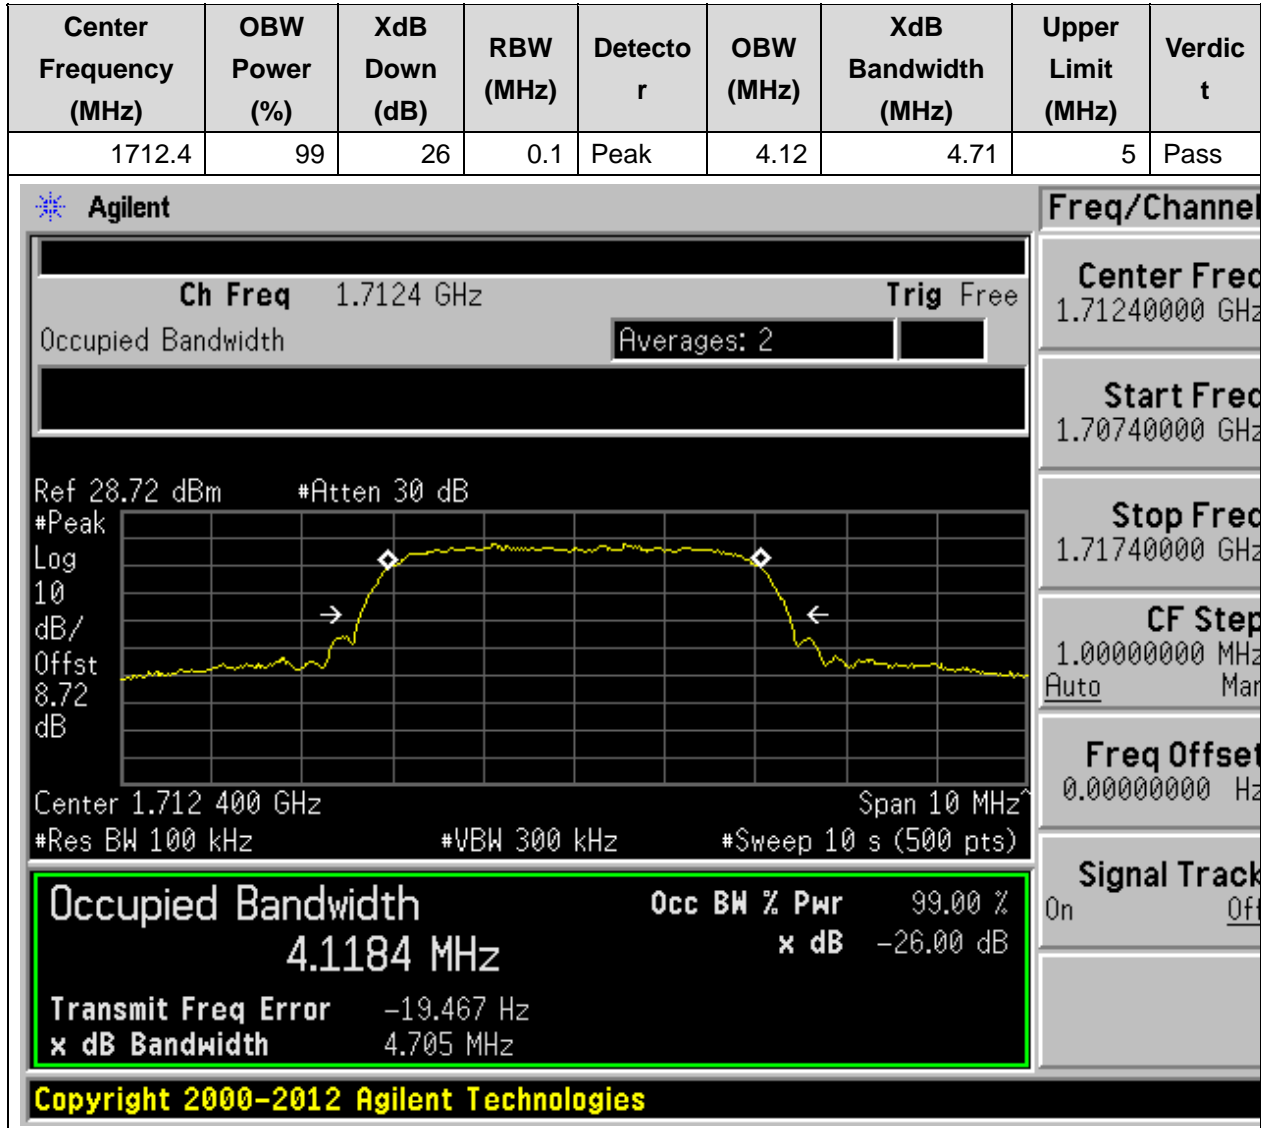 Center Frequency (MHz) OBW Power (%) XdB Down (dB) RBW (MHz) Detector OBW (MHz) XdB Bandwidth (MHz) Upper Limit (MHz) Verdict
1712.4 99 26 0.1 Peak 4.12 4.71 5 Pass
Agilent
Freq/Channel
Ch Freq 1.7124 GHz Trig Free
Occupied Bandwidth Averages: 2
Center Freq
1.71240000 GHz
Start Freq
1.70740000 GHz
Stop Freq
1.71740000 GHz
CF Step
1.00000000 MHz
Auto Man
Freq Offset
0.00000000 Hz
Signal Track
On Off
Ref 28.72 dBm #Atten 30 dB
#Peak
Log
10
dB/
Offst
8.72
dB
Center 1.712 400 GHz Span 10 MHz^
#Res BW 100 kHz #VBW 300 kHz #Sweep 10 s (500 pts)
Occupied Bandwidth
4.1184 MHz
Occ BW % Pwr 99.00 %
x dB -26.00 dB
Transmit Freq Error -19.467 Hz
x dB Bandwidth 4.705 MHz
Copyright 2000-2012 Agilent Technologies